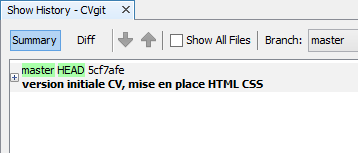 Show History - CVgit
Summary Diff Show All Files Branch: master
master HEAD 5cf7afe
version initiale CV, mise en place HTML CSS